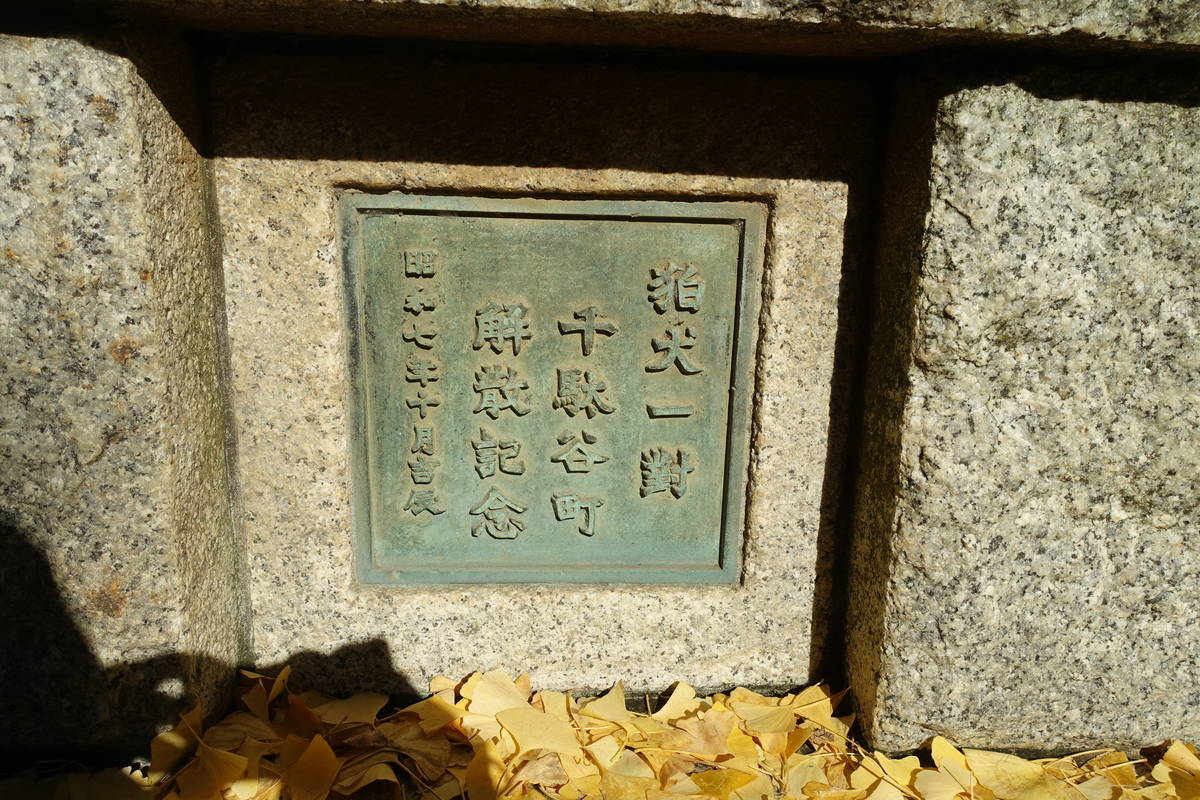 狛犬一對
千駄谷町
解散記念
昭和七年十月吉辰